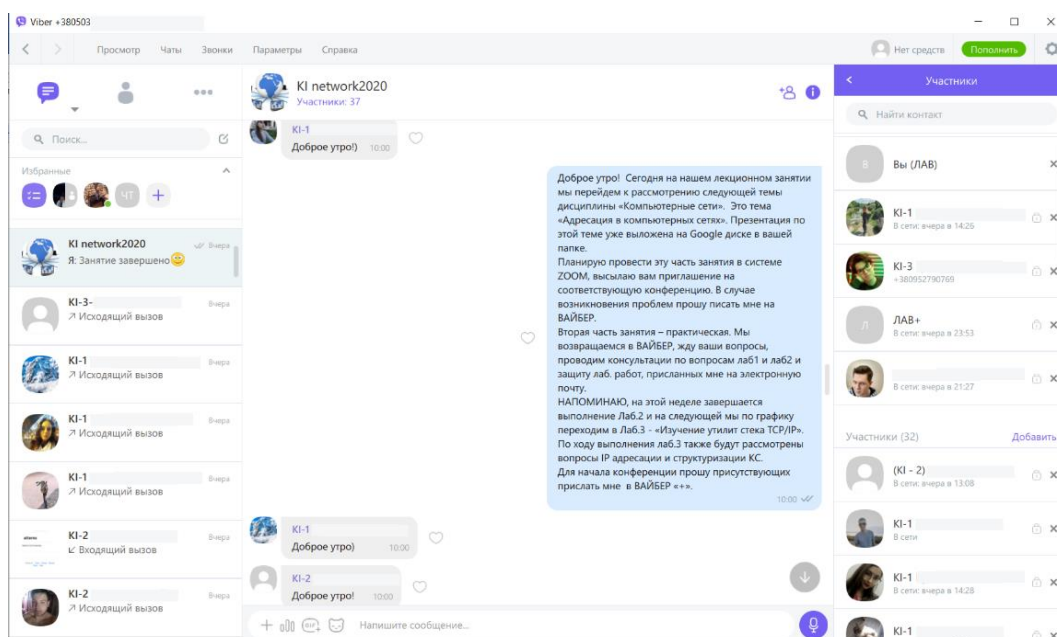 Viber +380503
Просмотр Чаты Звонки Параметры Справка
Нет средств Пополнить
Поиск...
Избранные
ЧТ
KI network2020 Вчера
Я: Занятие завершено
KI-3- Вчера
Исходящий вызов
KI-1 Вчера
Исходящий вызов
KI-1 Вчера
Исходящий вызов
KI-1 Вчера
Исходящий вызов
KI-2 Вчера
Входящий вызов
KI-2 Вчера
Исходящий вызов
KI network2020
Участники: 37
KI-1
Доброе утро!) 10:00
Доброе утро! Сегодня на нашем лекционном занятии
мы перейдем к рассмотрению следующей темы
дисциплины «Компьютерные сети». Это тема
«Адресация в компьютерных сетях». Презентация по
этой теме уже выложена на Google диске в вашей
папке.
Планирую провести эту часть занятия в системе
ZOOM, высылаю вам приглашение на
соответствующую конференцию. В случае
возникновения проблем прошу писать мне на
ВАЙБЕР.
Вторая часть занятия – практическая. Мы
возвращаемся в ВАЙБЕР, жду ваши вопросы,
проводим консультации по вопросам лаб1 и лаб2 и
защиту лаб. работ, присланных мне на электронную
почту.
НАПОМИНАЮ, на этой неделе завершается
выполнение Лаб.2 и на следующей мы по графику
переходим в Лаб.3 - «Изучение утилит стека TCP/IP».
По ходу выполнения лаб.3 также будут рассмотрены
вопросы IP адресации и структуризации КС.
Для начала конференции прошу присутствующих
прислать мне в ВАЙБЕР «+».
10:00
KI-1
Доброе утро) 10:00
KI-2
Доброе утро! 10:00
GIF Напишите сообщение...
Участники
Найти контакт
В Вы (ЛАВ)
KI-1
В сети: вчера в 14:26
KI-3
+380952790769
Л ЛАВ+
В сети: вчера в 23:53
В сети: вчера в 21:27
Участники (32) Добавить
(KI - 2)
В сети: вчера в 13:08
KI-1
В сети
KI-1
В сети: вчера в 14:28
KI-1